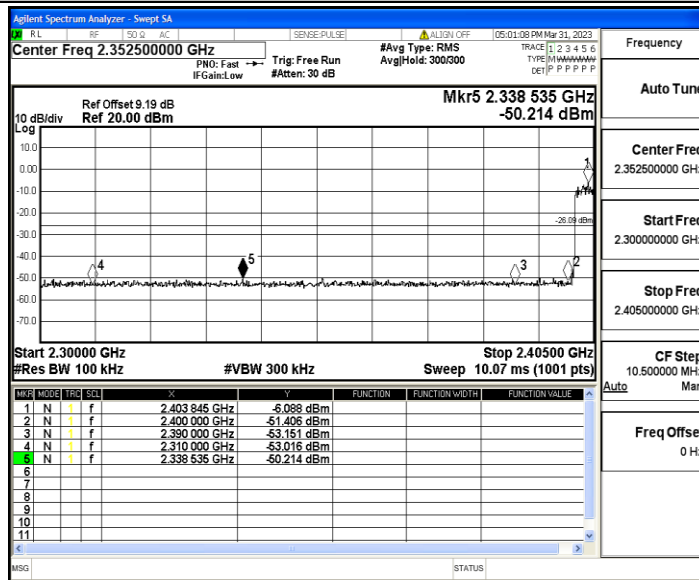 Agilent Spectrum Analyzer - Swept SA
RL RF 50 Ω AC SENSE:PULSE ALIGN OFF 05:01:08 PM Mar 31, 2023
Center Freq 2.352500000 GHz
PNO: Fast
IFGain:Low
Trig: Free Run
#Atten: 30 dB
#Avg Type: RMS
Avg|Hold: 300/300
TRACE 1 2 3 4 5 6
TYPE M
DET P P P P P P
Ref Offset 9.19 dB
Ref 20.00 dBm
10 dB/div
Log
Mkr5 2.338 535 GHz
-50.214 dBm
10.0
0.00
-10.0
-20.0
-30.0
-40.0
-50.0
-60.0
-70.0
1
-26.09 dBm
4
5
3
2
Start 2.30000 GHz
Stop 2.40500 GHz
#Res BW 100 kHz
#VBW 300 kHz
Sweep 10.07 ms (1001 pts)
MKR MODE TRC SCL X Y FUNCTION FUNCTION WIDTH FUNCTION VALUE
1 N 1 f 2.403 845 GHz -6.088 dBm
2 N 1 f 2.400 000 GHz -51.406 dBm
3 N 1 f 2.390 000 GHz -53.151 dBm
4 N 1 f 2.310 000 GHz -53.016 dBm
5 N 1 f 2.338 535 GHz -50.214 dBm
6
7
8
9
10
11
MSG
STATUS
Frequency
Auto Tune
Center Freq
2.352500000 GHz
Start Freq
2.300000000 GHz
Stop Freq
2.405000000 GHz
CF Step
10.500000 MHz
Auto Man
Freq Offset
0 Hz